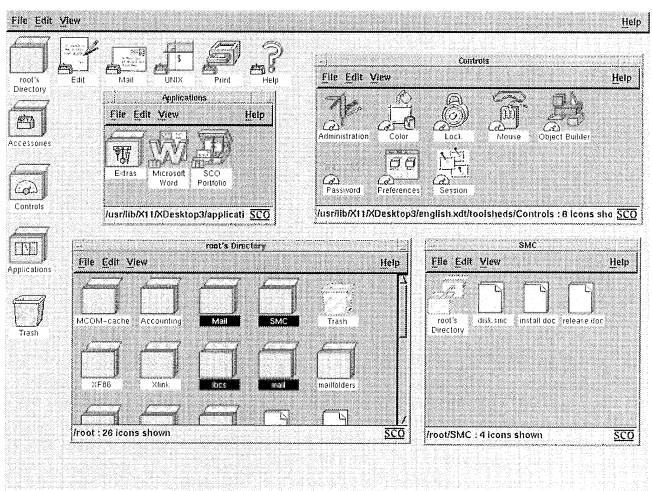 File Edit View Help
root's Directory
Edit
Mail
UNIX
$
Print
Help
Accessories
Controls
Applications
Trash
Applications
File Edit View Help
Extras
Microsoft Word
SCO Portfolio
/usr/lib/X11/XDesktop3/applicati SCO
Controls
File Edit View Help
Administration
Color
Lock
Mouse
Object Builder
Password
Preferences
Session
/usr/lib/X11/XDesktop3/english.xdt/toolsheds/Controls : 8 icons sho SCO
root's Directory
File Edit View Help
MCOM-cache
Accounting
Mail
SMC
Trash
XF86
Xlink
ibcs
mail
mailfolders
/root : 26 icons shown SCO
SMC
File Edit View Help
root's Directory
disk.smc
install.doc
release.doc
/root/SMC : 4 icons shown SCO